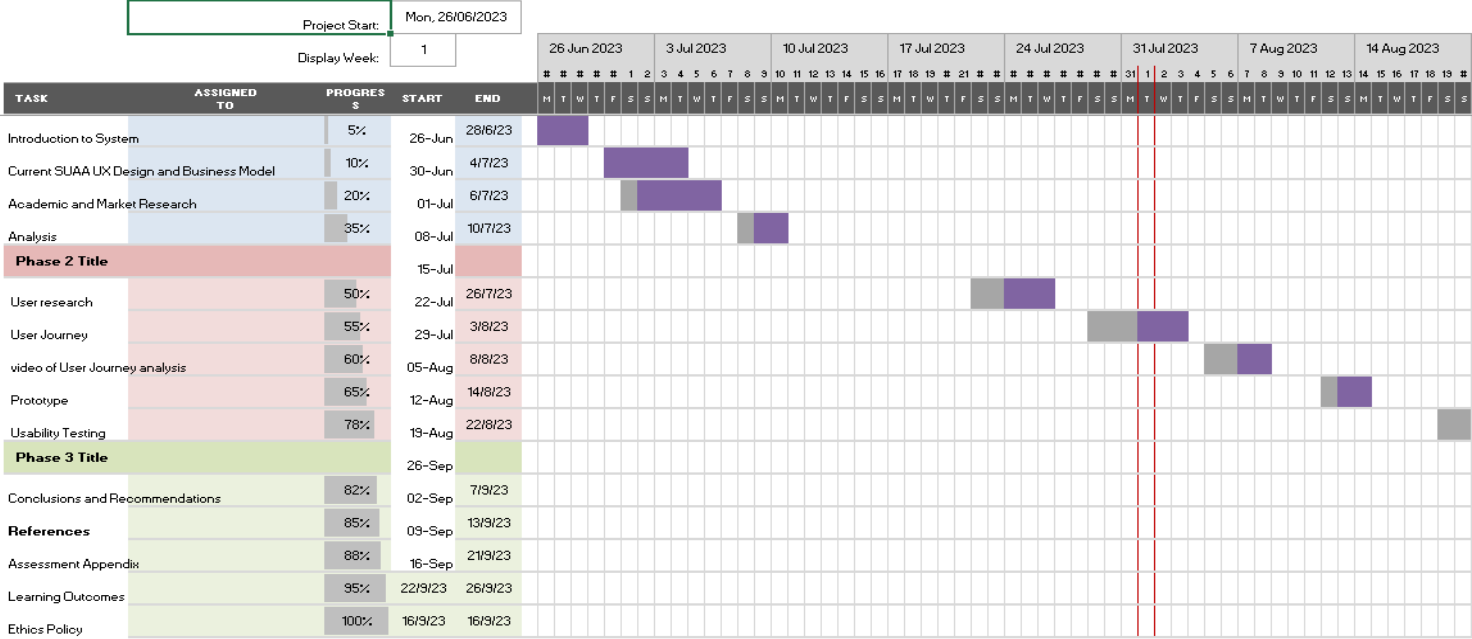 Project Start: Mon, 26/06/2023
Display Week: 1
26 Jun 2023 3 Jul 2023 10 Jul 2023 17 Jul 2023 24 Jul 2023 31 Jul 2023 7 Aug 2023 14 Aug 2023
# # # # # 1 2 3 4 5 6 7 8 9 10 11 12 13 14 15 16 17 18 19 # 21 # # # # # # # # # 31 1 2 3 4 5 6 7 8 9 10 11 12 13 14 15 16 17 18 19 #
TASK ASSIGNED TO PROGRESS START END M T W T F S S M T W T F S S M T W T F S S M T W T F S S M T W T F S S M T W T F S S M T W T F S S M T W T F S S
Introduction to System 5% 26-Jun 28/6/23
Current SUAA UX Design and Business Model 10% 30-Jun 4/7/23
Academic and Market Research 20% 01-Jul 6/7/23
Analysis 35% 08-Jul 10/7/23
Phase 2 Title 15-Jul
User research 50% 22-Jul 26/7/23
User Journey 55% 29-Jul 3/8/23
video of User Journey analysis 60% 05-Aug 8/8/23
Prototype 65% 12-Aug 14/8/23
Usability Testing 78% 19-Aug 22/8/23
Phase 3 Title 26-Sep
Conclusions and Recommendations 82% 02-Sep 7/9/23
References 85% 09-Sep 13/9/23
Assessment Appendix 88% 16-Sep 21/9/23
Learning Outcomes 95% 22/9/23 26/9/23
Ethics Policy 100% 16/9/23 16/9/23